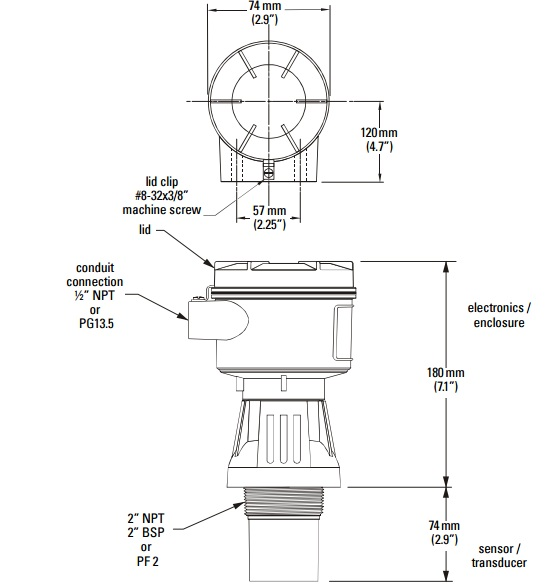 74 mm
(2.9")
120 mm
(4.7")
lid clip
#8-32x3/8"
machine screw
57 mm
(2.25")
lid
conduit
connection
½" NPT
or
PG13.5
electronics /
enclosure
180 mm
(7.1")
2" NPT
2" BSP
or
PF 2
74 mm
(2.9")
sensor /
transducer